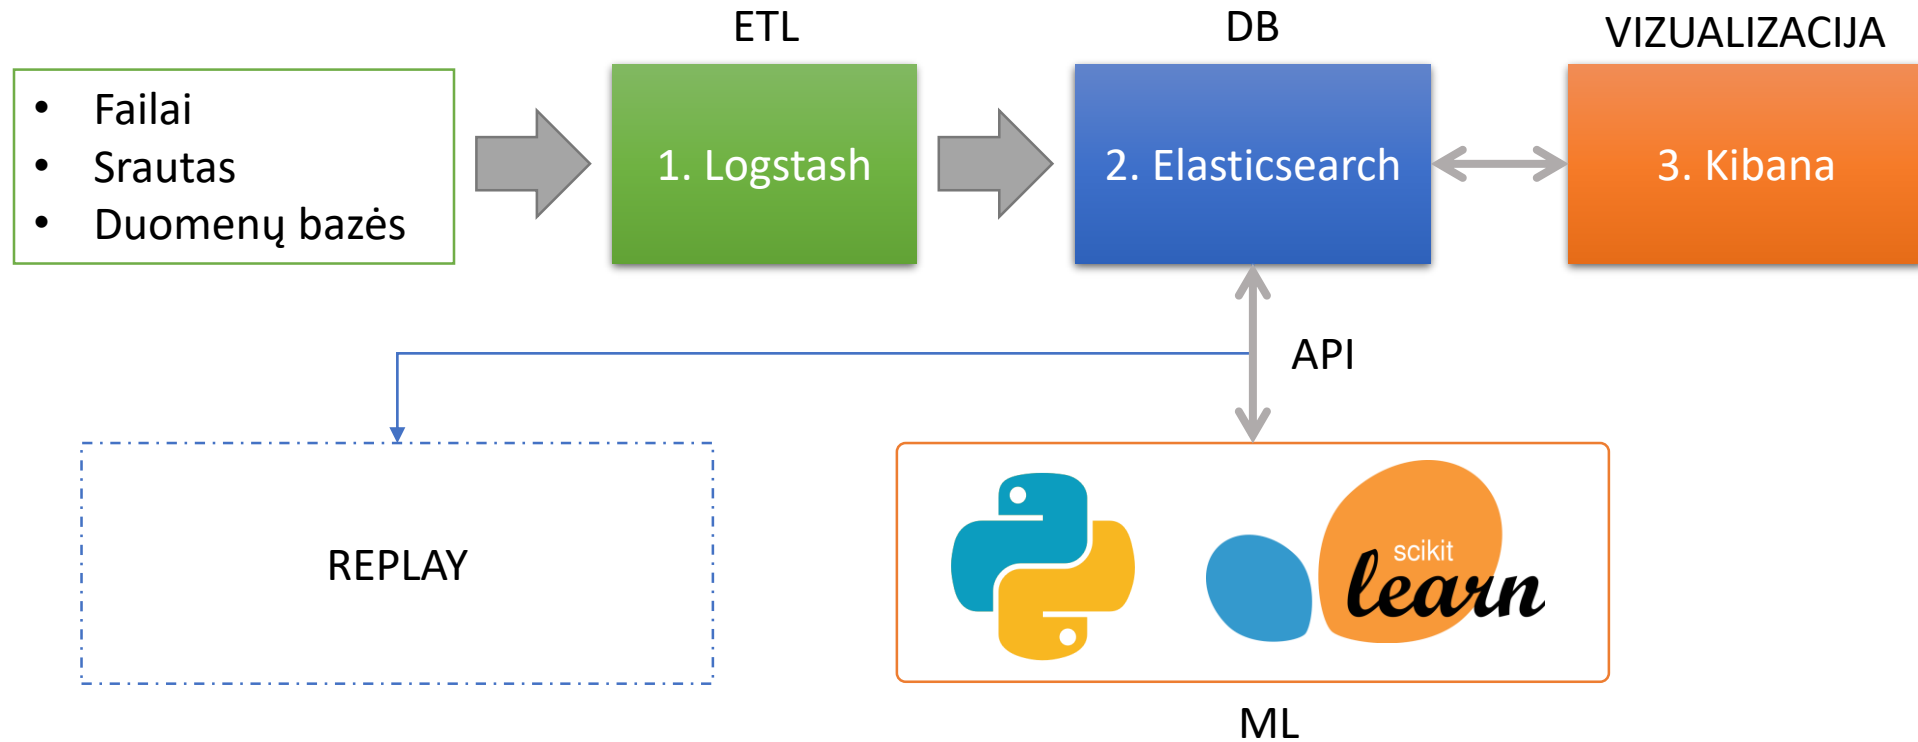 ETL
DB
VIZUALIZACIJA
• Failai
• Srautas
• Duomenų bazės
1. Logstash
2. Elasticsearch
3. Kibana
API
REPLAY
scikit
learn
ML